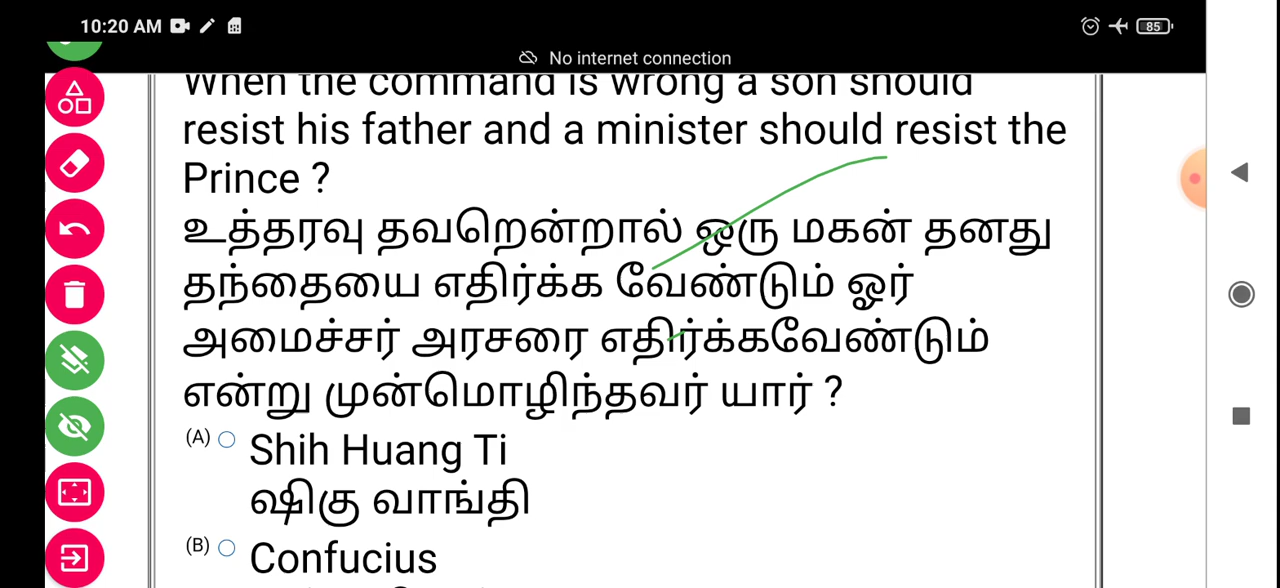 10:20 AM
85
No internet connection
When the command is wrong a son should
resist his father and a minister should resist the
Prince ?
உத்தரவு தவறென்றால் ஒரு மகன் தனது
தந்தையை எதிர்க்க வேண்டும் ஓர்
அமைச்சர் அரசரை எதிர்க்கவேண்டும்
என்று முன்மொழிந்தவர் யார் ?
(A) Shih Huang Ti
ஷிகு வாங்தி
(B) Confucius